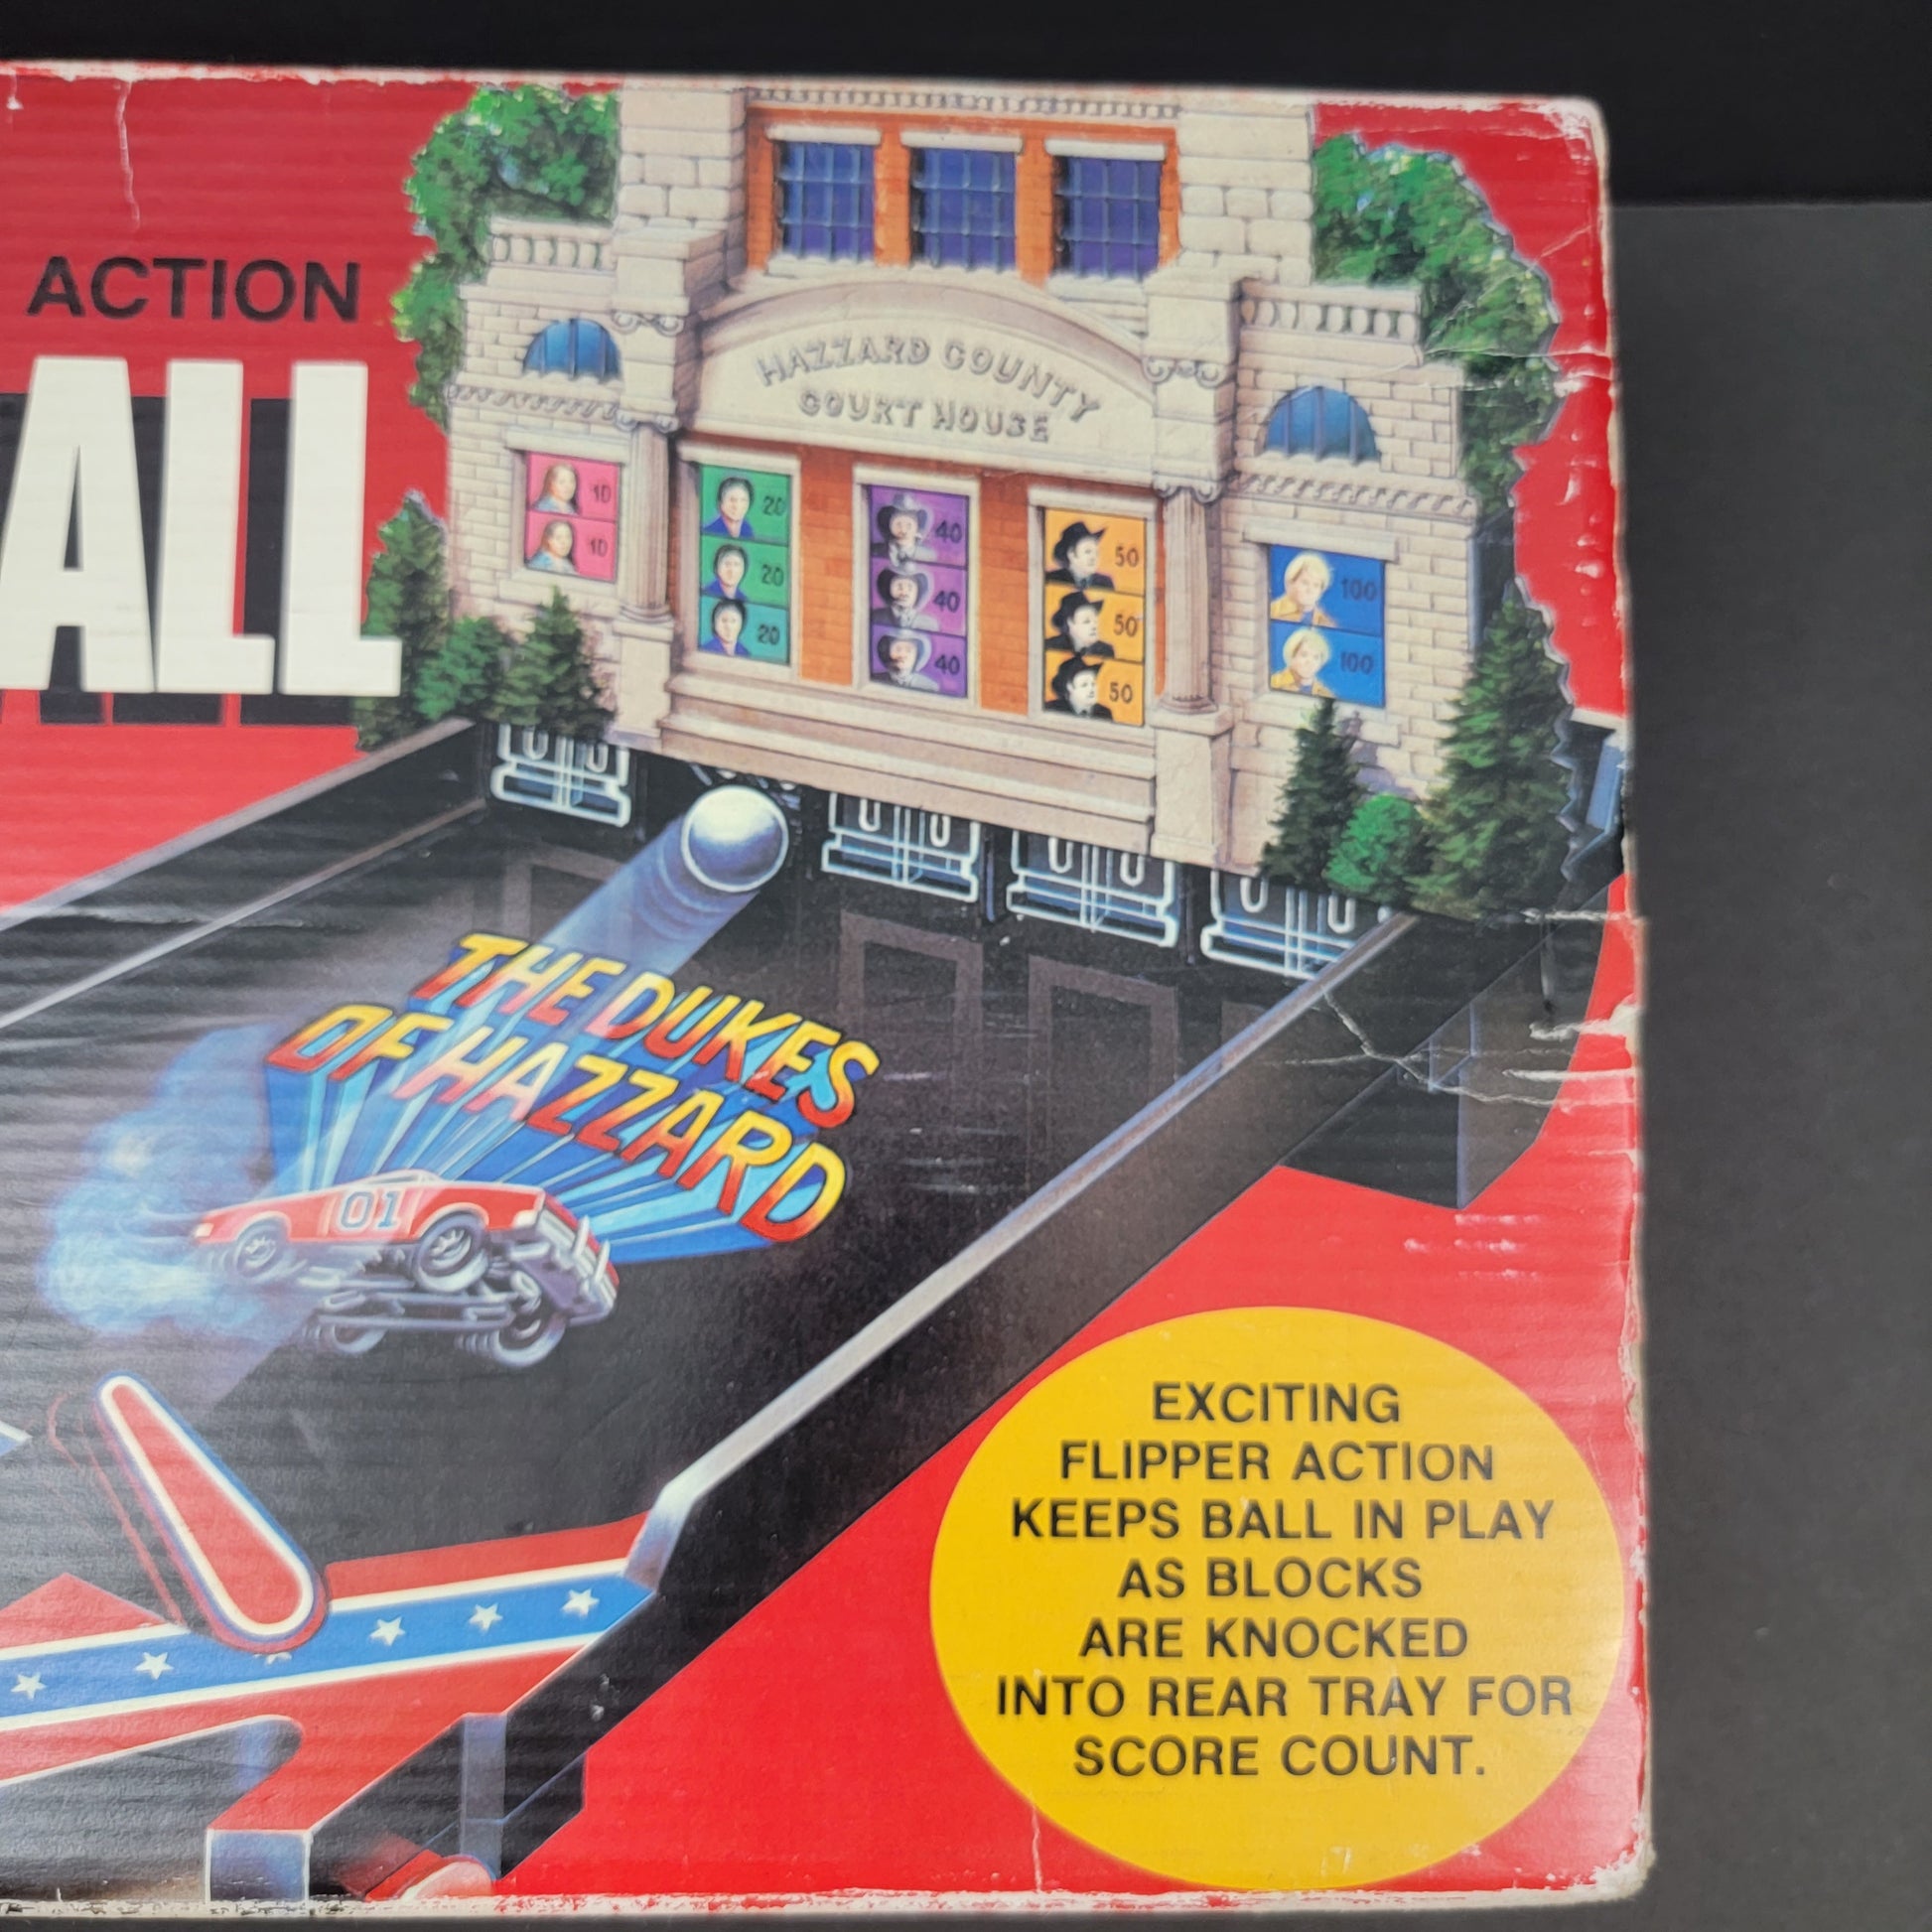 ACTION
ALL
HAZZARD COUNTY
COURT HOUSE
10
10
20
20
20
40
40
40
50
50
50
100
100
THE DUKES
OF HAZZARD
01
EXCITING
FLIPPER ACTION
KEEPS BALL IN PLAY
AS BLOCKS
ARE KNOCKED
INTO REAR TRAY FOR
SCORE COUNT.